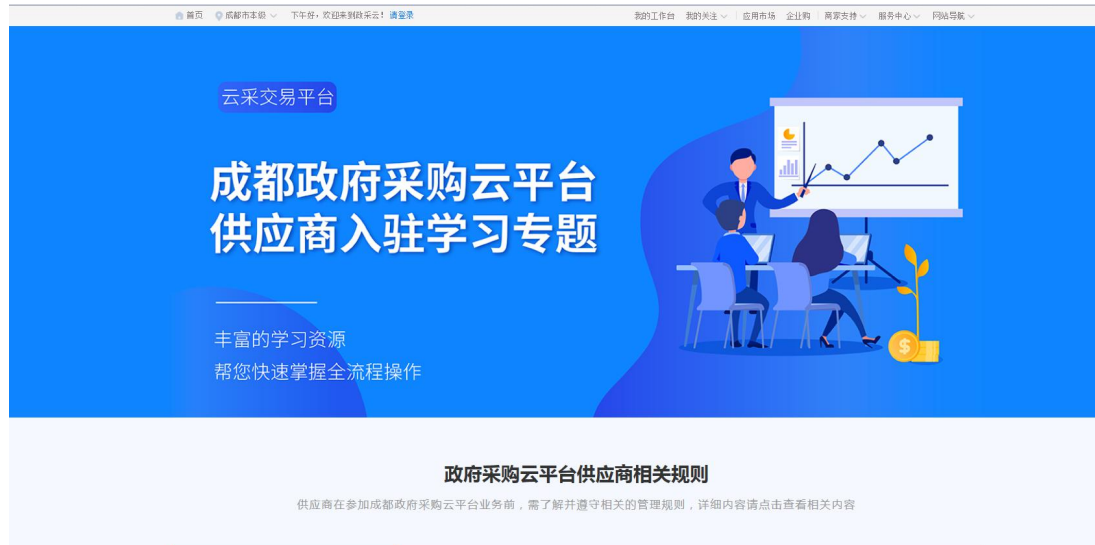 首页 成都市本级 下午好，欢迎来到政采云！ 请登录 我的工作台 我的关注 应用市场 企业购 商家支持 服务中心 网站导航
云采交易平台
成都政府采购云平台
供应商入驻学习专题
丰富的学习资源
帮您快速掌握全流程操作
政府采购云平台供应商相关规则
供应商在参加成都政府采购云平台业务前，需了解并遵守相关的管理规则，详细内容请点击查看相关内容